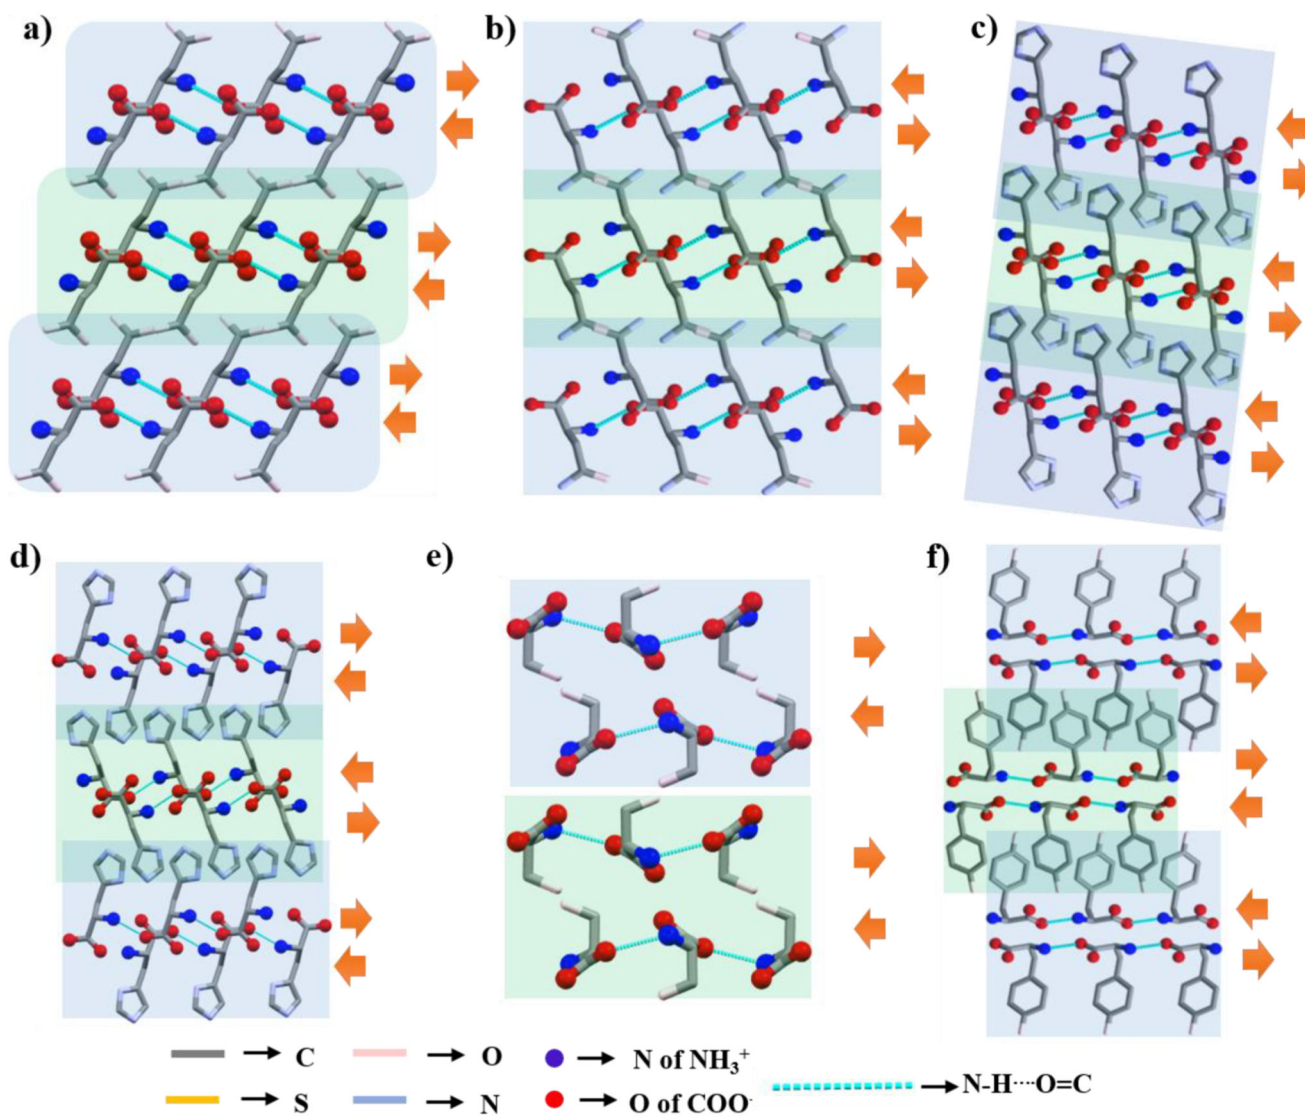 a)
b)
c)
d)
e)
f)
C
O
N of NH₃⁺
S
N
O of COO⁻
N-H····O=C